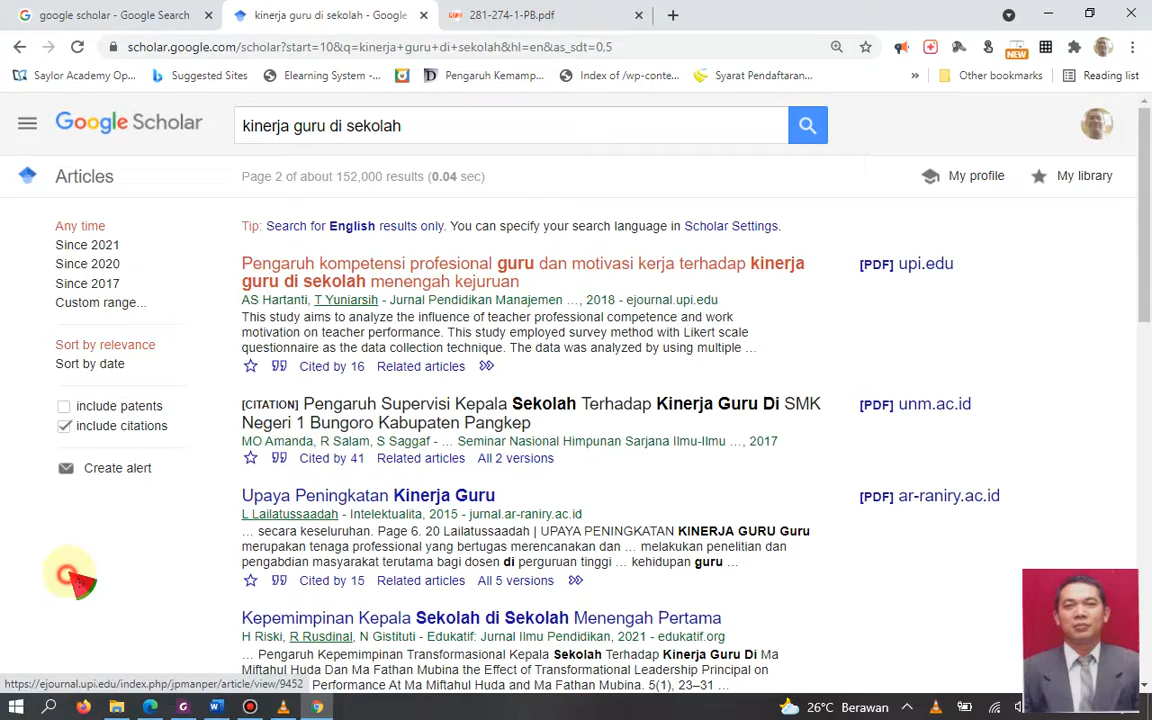 google scholar - Google Search
kinerja guru di sekolah - Google
281-274-1-PB.pdf
scholar.google.com/scholar?start=10&q=kinerja+guru+di+sekolah&hl=en&as_sdt=0,5
NEW
Saylor Academy Op...
Suggested Sites
Elearning System -...
Pengaruh Kemamp...
Index of /wp-conte...
Syarat Pendaftaran...
»
Other bookmarks
Reading list
Google Scholar
kinerja guru di sekolah
Articles
Page 2 of about 152,000 results (0.04 sec)
My profile
My library
Any time
Since 2021
Since 2020
Since 2017
Custom range...
Sort by relevance
Sort by date
include patents
include citations
Create alert
Tip: Search for English results only. You can specify your search language in Scholar Settings.
Pengaruh kompetensi profesional guru dan motivasi kerja terhadap kinerja
guru di sekolah menengah kejuruan
[PDF] upi.edu
AS Hartanti, T Yuniarsih - Jurnal Pendidikan Manajemen ..., 2018 - ejournal.upi.edu
This study aims to analyze the influence of teacher professional competence and work
motivation on teacher performance. This study employed survey method with Likert scale
questionnaire as the data collection technique. The data was analyzed by using multiple ...
Cited by 16 Related articles
[CITATION] Pengaruh Supervisi Kepala Sekolah Terhadap Kinerja Guru Di SMK
Negeri 1 Bungoro Kabupaten Pangkep
[PDF] unm.ac.id
MO Amanda, R Salam, S Saggaf - ... Seminar Nasional Himpunan Sarjana Ilmu-Ilmu ..., 2017
Cited by 41 Related articles All 2 versions
Upaya Peningkatan Kinerja Guru
[PDF] ar-raniry.ac.id
L Lailatussaadah - Intelektualita, 2015 - jurnal.ar-raniry.ac.id
... secara keseluruhan. Page 6. 20 Lailatussaadah | UPAYA PENINGKATAN KINERJA GURU Guru
merupakan tenaga professional yang bertugas merencanakan dan ... melakukan penelitian dan
pengabdian masyarakat terutama bagi dosen di perguruan tinggi ... kehidupan guru ...
Cited by 15 Related articles All 5 versions
Kepemimpinan Kepala Sekolah di Sekolah Menengah Pertama
H Riski, R Rusdinal, N Gistituti - Edukatif: Jurnal Ilmu Pendidikan, 2021 - edukatif.org
... Pengaruh Kepemimpinan Transformasional Kepala Sekolah Terhadap Kinerja Guru Di Ma
Miftahul Huda Dan Ma Fathan Mubina the Effect of Transformational Leadership Principal on
Performance At Ma Miftahul Huda and Ma Fathan Mubina. 5(1), 23–31 ...
https://ejournal.upi.edu/index.php/jpmanper/article/view/9452
26°C Berawan